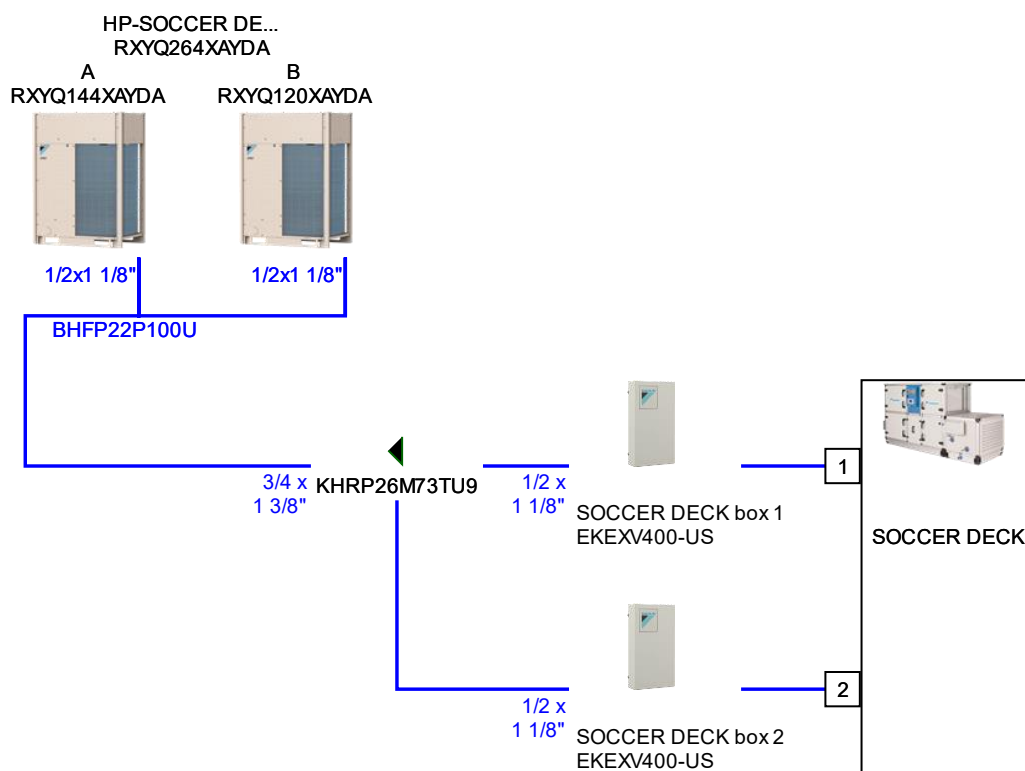 HP-SOCCER DE...
RXYQ264XAYDA
A
RXYQ144XAYDA
B
RXYQ120XAYDA
1/2x1 1/8"
1/2x1 1/8"
BHFP22P100U
3/4 x
1 3/8"
KHRP26M73TU9
1/2 x
1 1/8"
SOCCER DECK box 1
EKEXV400-US
1
SOCCER DECK
1/2 x
1 1/8"
SOCCER DECK box 2
EKEXV400-US
2